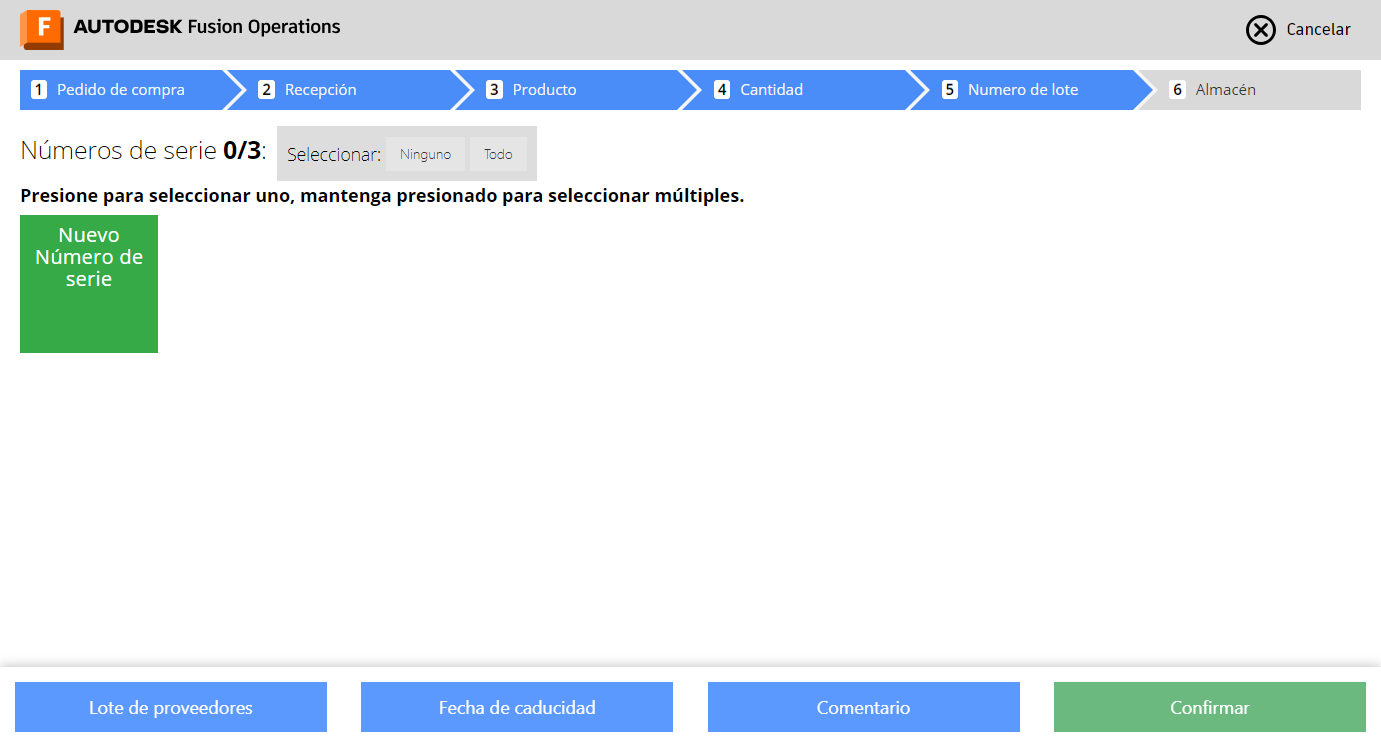 F AUTODESK Fusion Operations
Cancelar
1 Pedido de compra
2 Recepción
3 Producto
4 Cantidad
5 Numero de lote
6 Almacén
Números de serie 0/3:
Seleccionar: Ninguno Todo
Presione para seleccionar uno, mantenga presionado para seleccionar múltiples.
Nuevo
Número de
serie
Lote de proveedores
Fecha de caducidad
Comentario
Confirmar